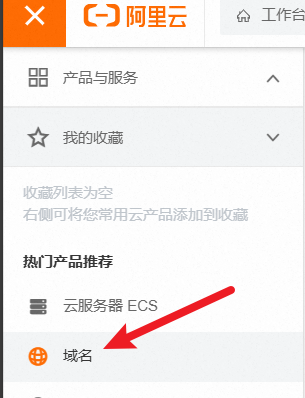 阿里云
工作台
产品与服务
我的收藏
收藏列表为空
右侧可将您常用云产品添加到收藏
热门产品推荐
云服务器 ECS
域名